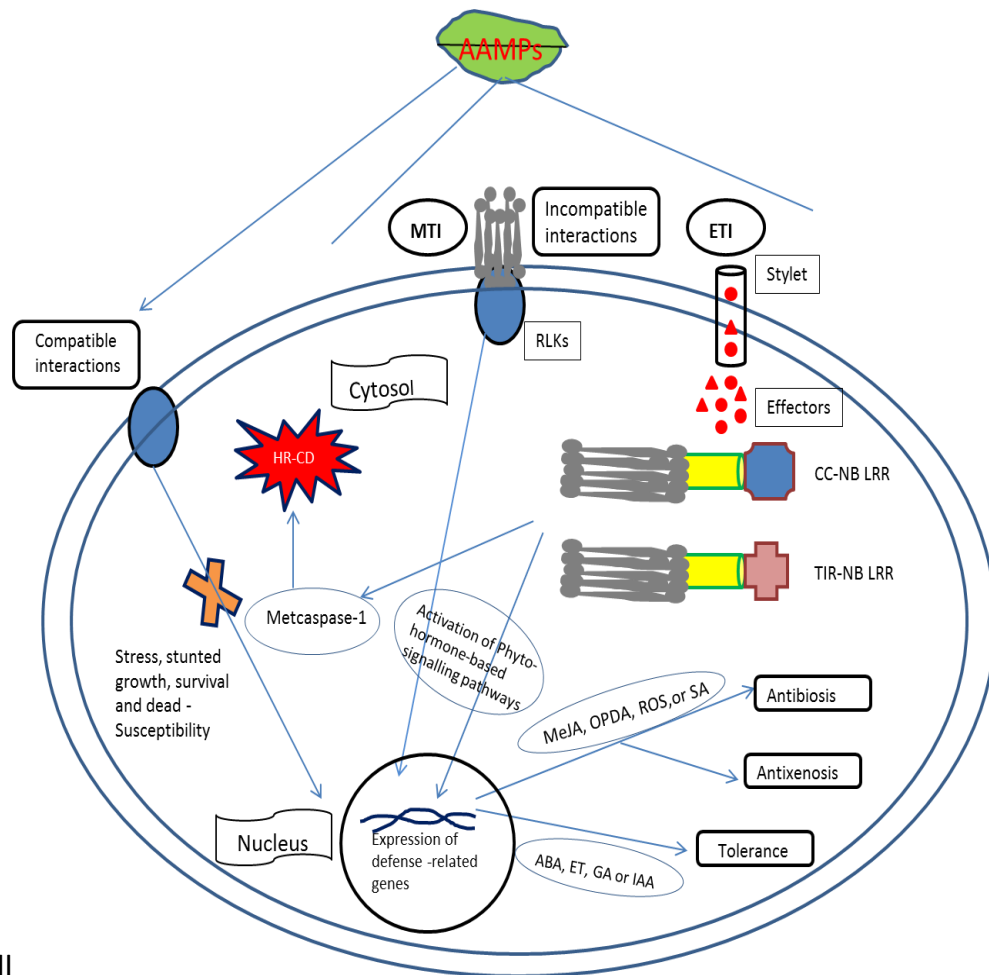 AAMPs
MTI
Incompatible
interactions
ETI
Stylet
Compatible
interactions
RLKs
Cytosol
Effectors
HR-CD
CC-NB LRR
TIR-NB LRR
Metcaspase-1
Activation of Phyto-
hormone-based
signalling pathways
Stress, stunted
growth, survival
and dead -
Susceptibility
MeJA, OPDA, ROS,or SA
Antibiosis
Antixenosis
Nucleus
Expression of
defense -related
genes
Tolerance
ABA, ET, GA or IAA